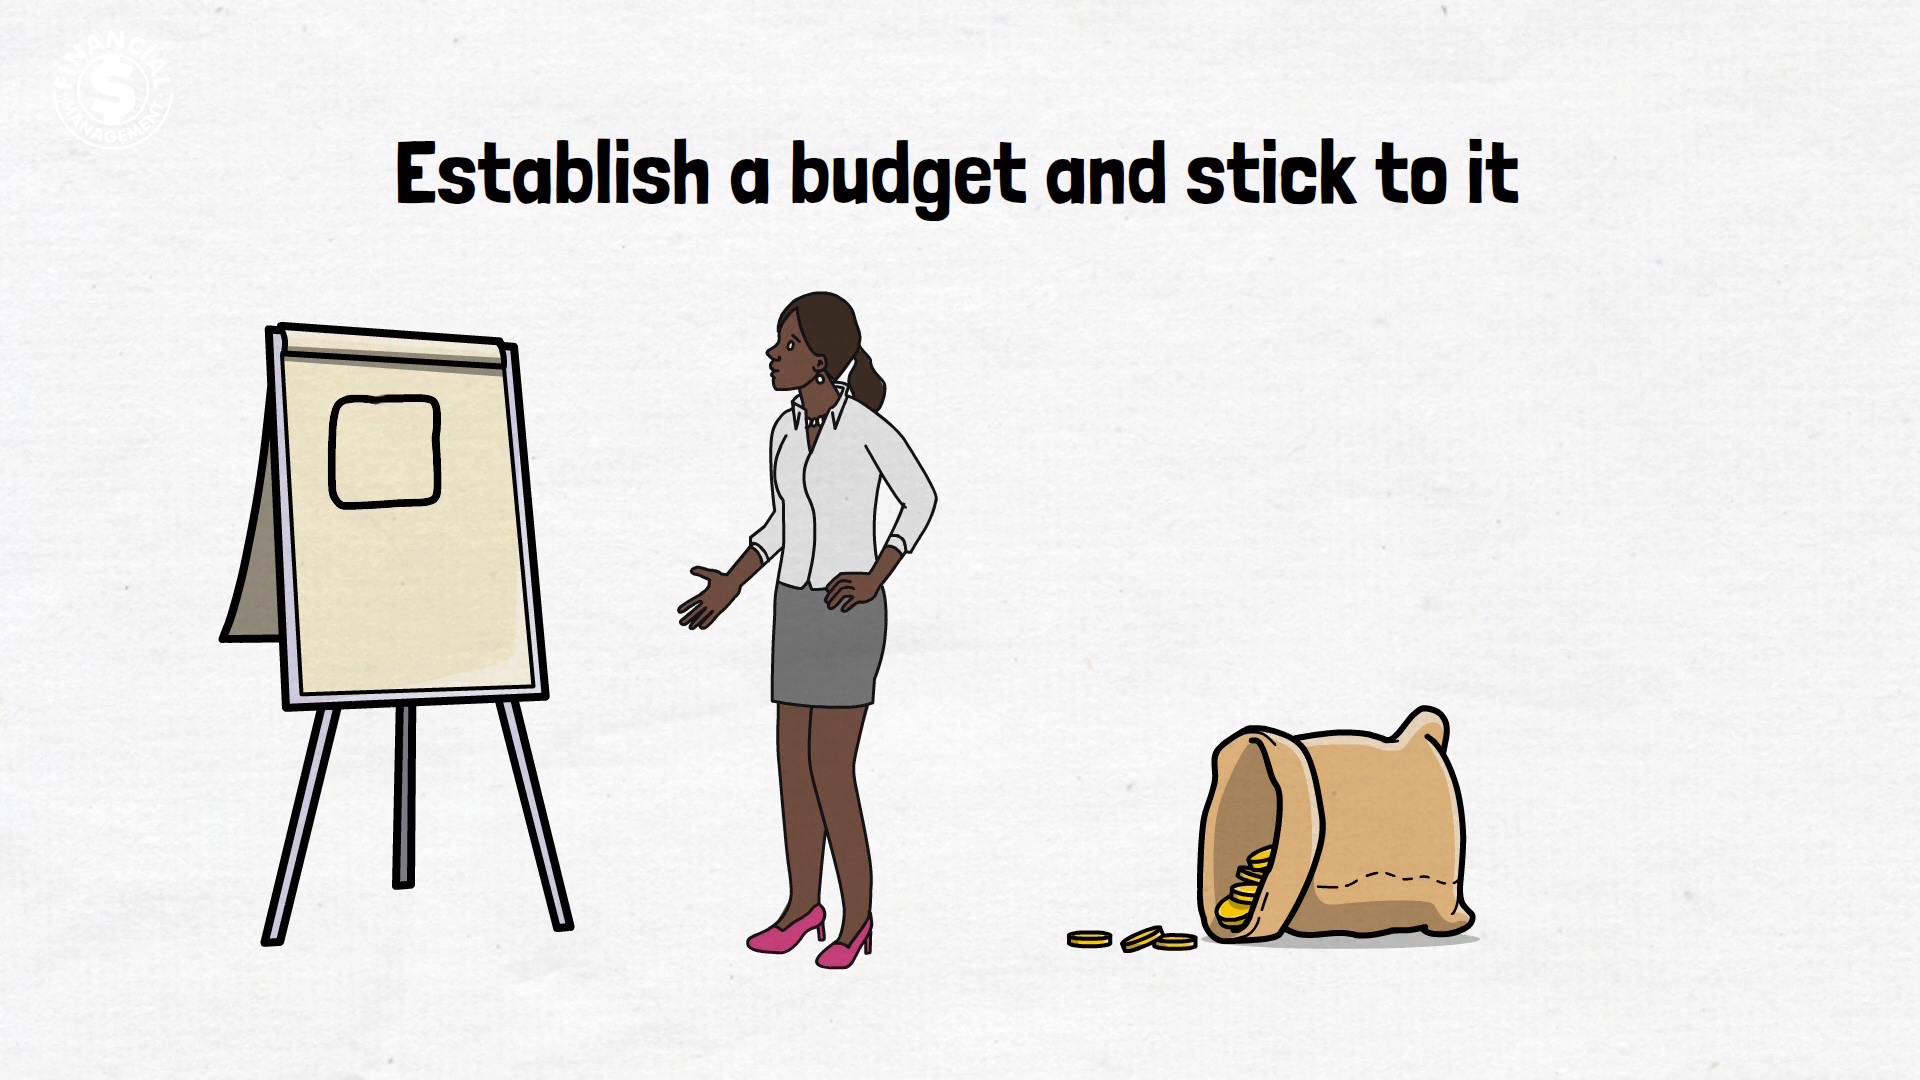 FINANCIAL
$
MANAGEMENT
Establish a budget and stick to it